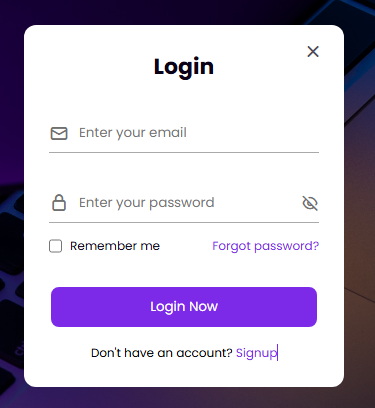 Login
Enter your email
Enter your password
Remember me Forgot password?
Login Now
Don't have an account? Signup